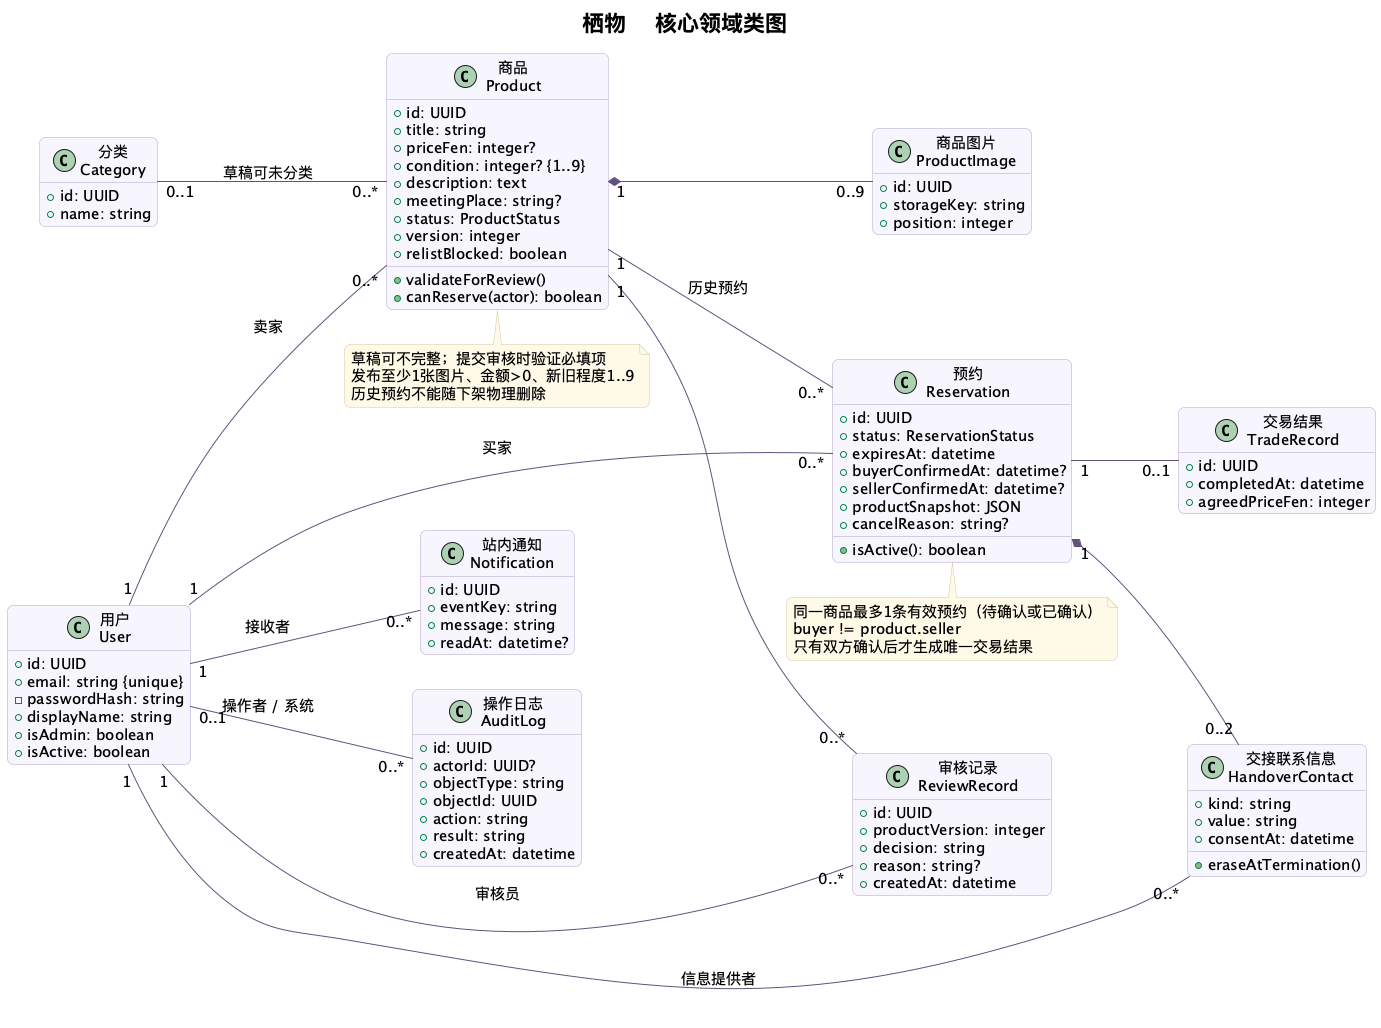 栖物 核心领域类图
商品
Product
id: UUID
title: string
priceFen: integer?
condition: integer? {1..9}
description: text
meetingPlace: string?
status: ProductStatus
version: integer
relistBlocked: boolean
validateForReview()
canReserve(actor): boolean
分类
Category
id: UUID
name: string
草稿可未分类
0..1
0..*
商品图片
ProductImage
id: UUID
storageKey: string
position: integer
1
0..9
草稿可不完整；提交审核时验证必填项
发布至少1张图片、金额>0、新旧程度1..9
历史预约不能随下架物理删除
卖家
0..*
1
历史预约
1
0..*
1
0..*
预约
Reservation
id: UUID
status: ReservationStatus
expiresAt: datetime
buyerConfirmedAt: datetime?
sellerConfirmedAt: datetime?
productSnapshot: JSON
cancelReason: string?
isActive(): boolean
交易结果
TradeRecord
id: UUID
completedAt: datetime
agreedPriceFen: integer
1
0..1
买家
1
0..*
同一商品最多1条有效预约（待确认或已确认）
buyer != product.seller
只有双方确认后才生成唯一交易结果
站内通知
Notification
id: UUID
eventKey: string
message: string
readAt: datetime?
接收者
1
0..*
用户
User
id: UUID
email: string {unique}
passwordHash: string
displayName: string
isAdmin: boolean
isActive: boolean
操作者 / 系统
0..1
0..*
操作日志
AuditLog
id: UUID
actorId: UUID?
objectType: string
objectId: UUID
action: string
result: string
createdAt: datetime
审核记录
ReviewRecord
id: UUID
productVersion: integer
decision: string
reason: string?
createdAt: datetime
审核员
1
0..*
交接联系信息
HandoverContact
kind: string
value: string
consentAt: datetime
eraseAtTermination()
1
0..2
信息提供者
1
0..*